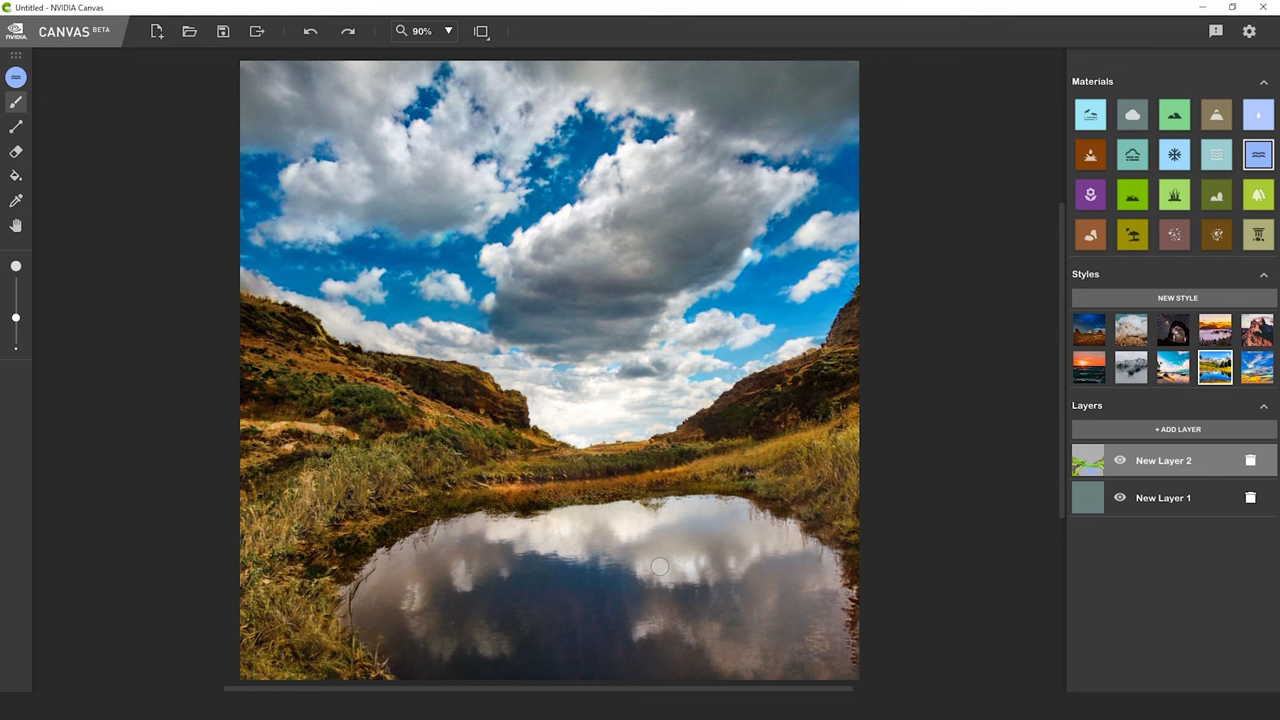 Untitled - NVIDIA Canvas
NVIDIA
CANVAS BETA
90%
Materials
Styles
NEW STYLE
Layers
+ ADD LAYER
New Layer 2
New Layer 1